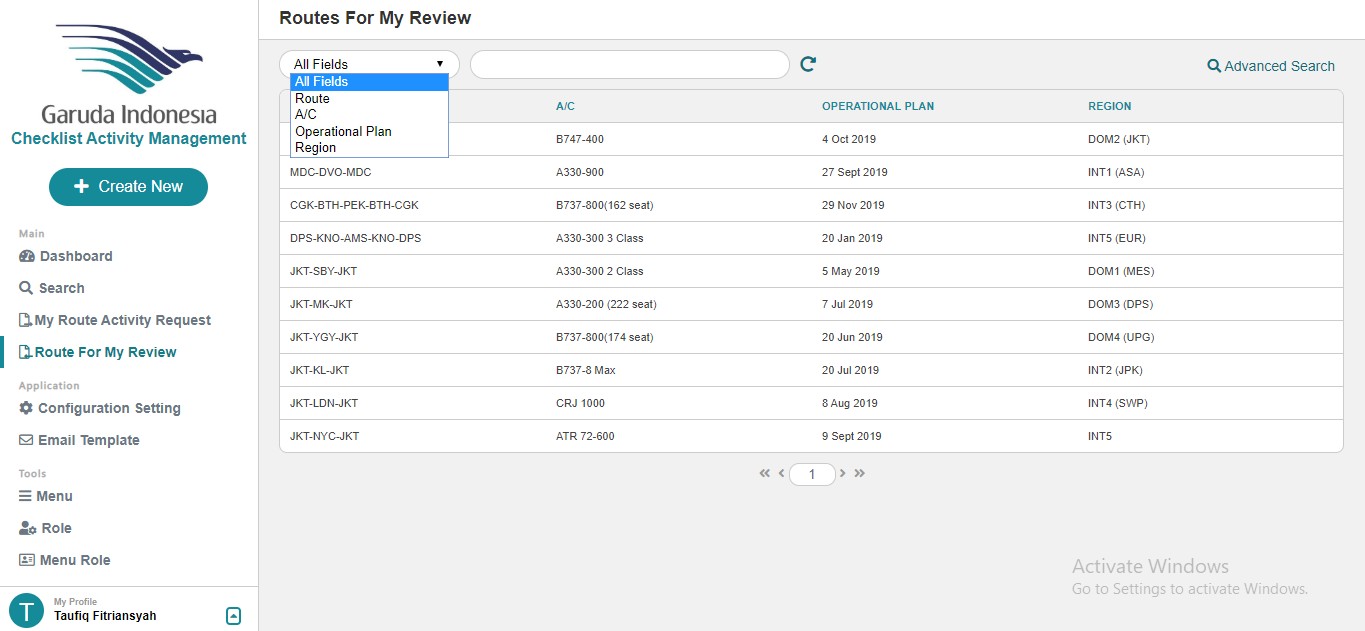 Garuda Indonesia
Checklist Activity Management
Create New
Main
Dashboard
Search
My Route Activity Request
Route For My Review
Application
Configuration Setting
Email Template
Tools
Menu
Role
Menu Role
T
My Profile
Taufiq Fitriansyah
Routes For My Review
All Fields
All Fields
Route
A/C
Operational Plan
Region
Advanced Search
A/C OPERATIONAL PLAN REGION
B747-400 4 Oct 2019 DOM2 (JKT)
MDC-DVO-MDC A330-900 27 Sept 2019 INT1 (ASA)
CGK-BTH-PEK-BTH-CGK B737-800(162 seat) 29 Nov 2019 INT3 (CTH)
DPS-KNO-AMS-KNO-DPS A330-300 3 Class 20 Jan 2019 INT5 (EUR)
JKT-SBY-JKT A330-300 2 Class 5 May 2019 DOM1 (MES)
JKT-MK-JKT A330-200 (222 seat) 7 Jul 2019 DOM3 (DPS)
JKT-YGY-JKT B737-800(174 seat) 20 Jun 2019 DOM4 (UPG)
JKT-KL-JKT B737-8 Max 20 Jul 2019 INT2 (JPK)
JKT-LDN-JKT CRJ 1000 8 Aug 2019 INT4 (SWP)
JKT-NYC-JKT ATR 72-600 9 Sept 2019 INT5
« ‹ 1 › »
Activate Windows
Go to Settings to activate Windows.